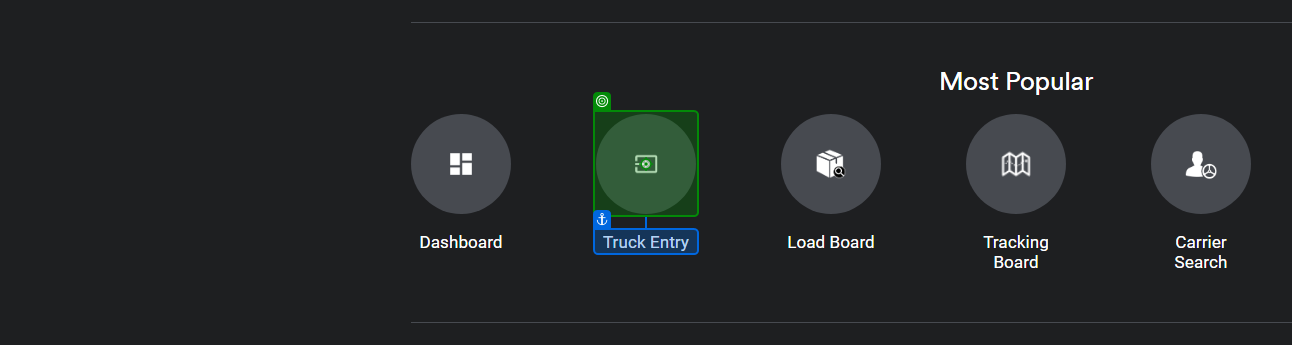 Most Popular
Dashboard
Truck Entry
Load Board
Tracking
Board
Carrier
Search